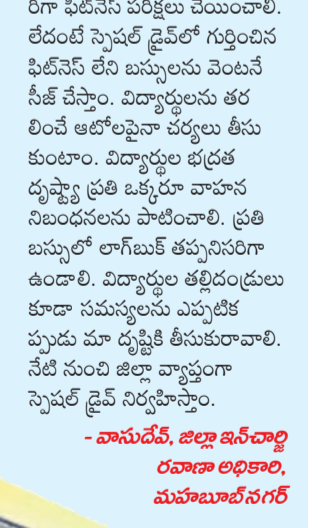 రిగా ఫిట్‌నెస్ పరీక్షలు చేయించాలి.
లేదంటే స్పెషల్ డ్రైవ్‌లో గుర్తించిన
ఫిట్‌నెస్ లేని బస్సులను వెంటనే
సీజ్ చేస్తాం. విద్యార్థులను తర
లించే ఆటోలపైనా చర్యలు తీసు
కుంటాం. విద్యార్థుల భద్రత
దృష్ట్యా ప్రతి ఒక్కరూ వాహన
నిబంధనలను పాటించాలి. ప్రతి
బస్సులో లాగ్‌బుక్ తప్పనిసరిగా
ఉండాలి. విద్యార్థుల తల్లిదండ్రులు
కూడా సమస్యలను ఎప్పటిక
ప్పుడు మా దృష్టికి తీసుకురావాలి.
నేటి నుంచి జిల్లా వ్యాప్తంగా
స్పెషల్ డ్రైవ్ నిర్వహిస్తాం.
- వాసుదేవ్, జిల్లా ఇన్‌చార్జి
రవాణా అధికారి,
మహబూబ్‌నగర్